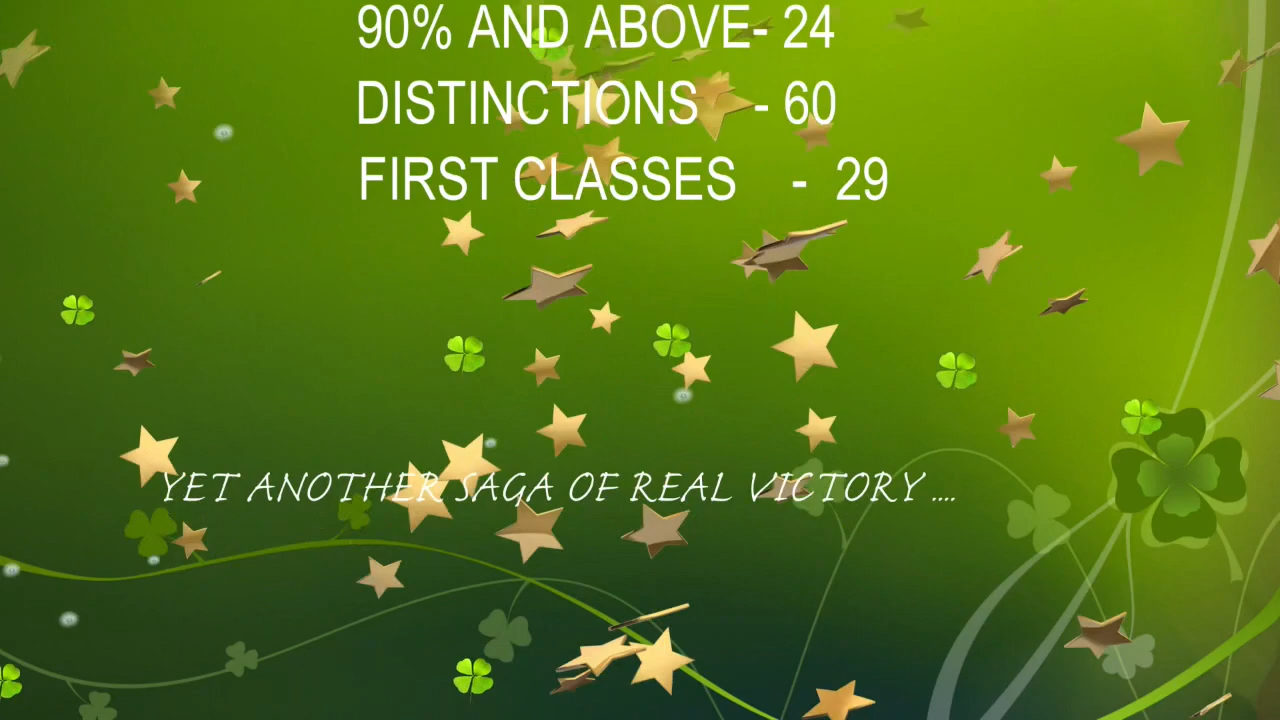 90% AND ABOVE- 24
DISTINCTIONS - 60
FIRST CLASSES - 29
YET ANOTHER SAGA OF REAL VICTORY ....